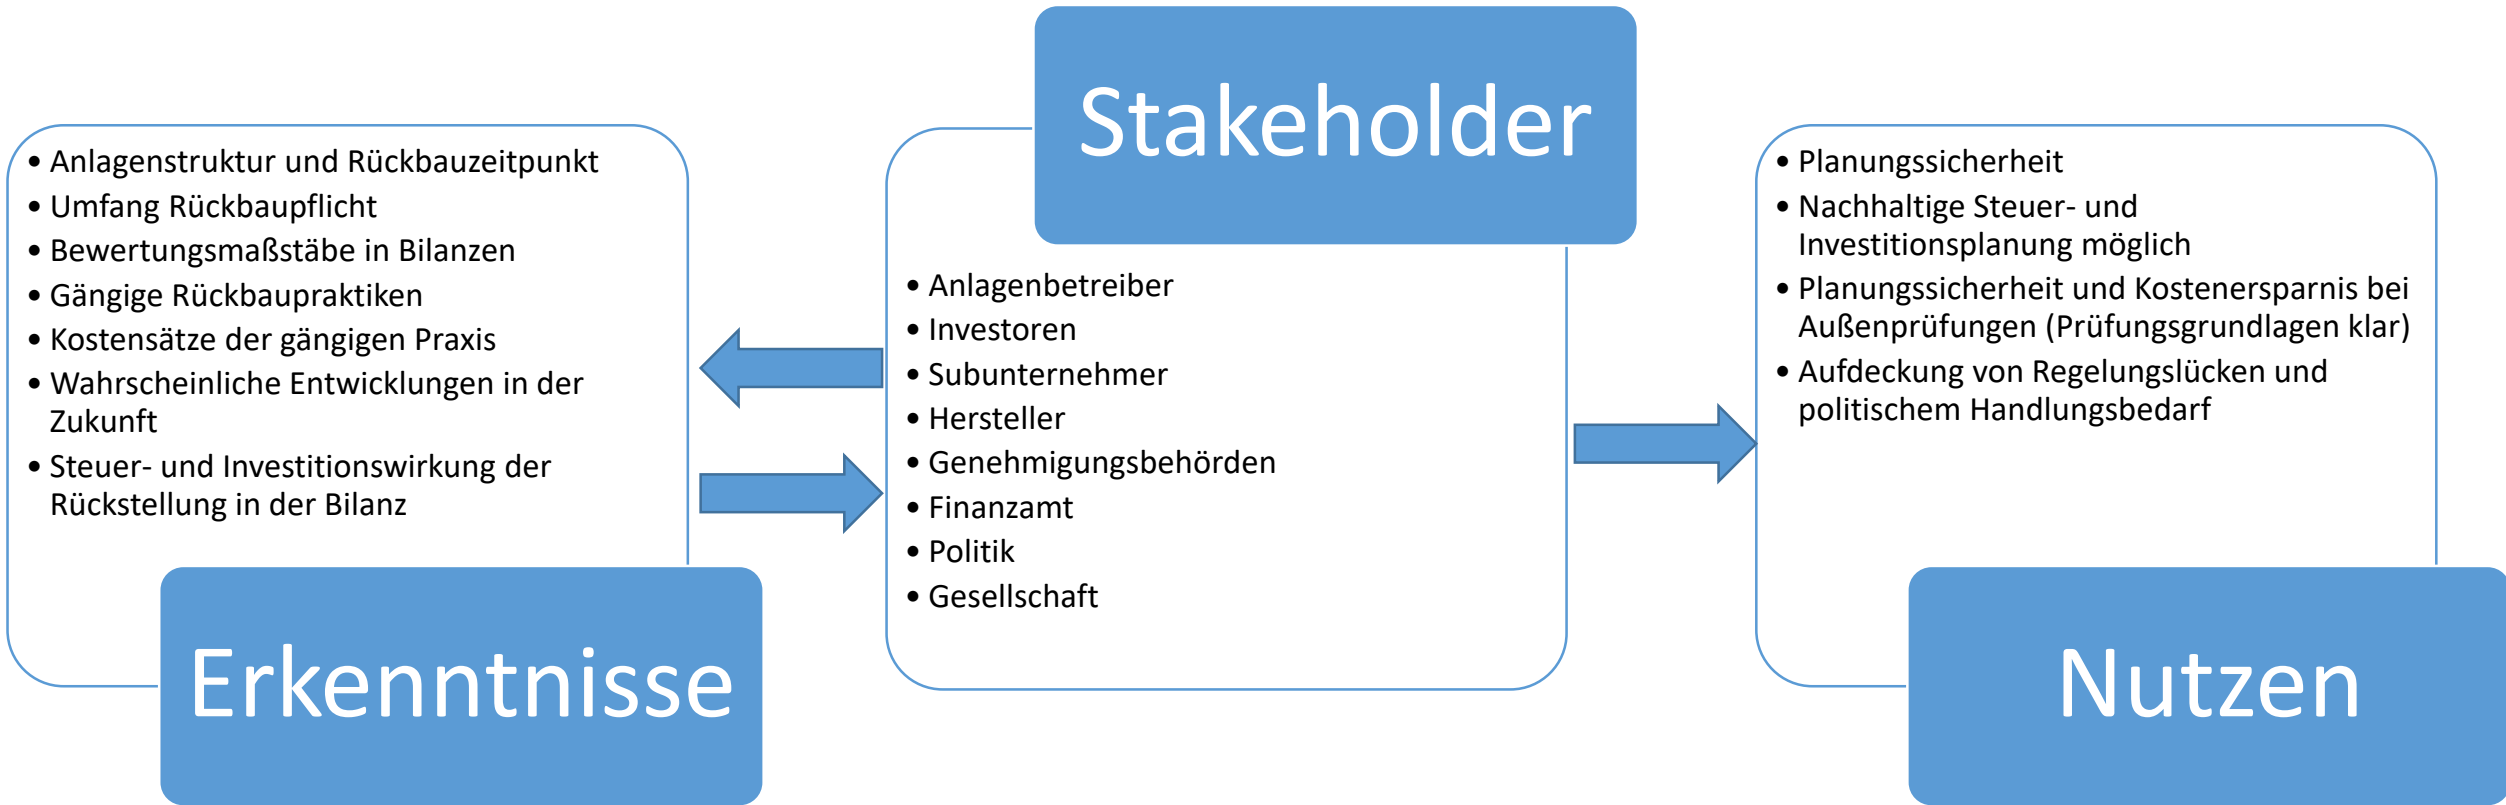 • Anlagenstruktur und Rückbauzeitpunkt
• Umfang Rückbaupflicht
• Bewertungsmaßstäbe in Bilanzen
• Gängige Rückbaupraktiken
• Kostensätze der gängigen Praxis
• Wahrscheinliche Entwicklungen in der
Zukunft
• Steuer- und Investitionswirkung der
Rückstellung in der Bilanz
Erkenntnisse
Stakeholder
• Anlagenbetreiber
• Investoren
• Subunternehmer
• Hersteller
• Genehmigungsbehörden
• Finanzamt
• Politik
• Gesellschaft
• Planungssicherheit
• Nachhaltige Steuer- und
Investitionsplanung möglich
• Planungssicherheit und Kostenersparnis bei
Außenprüfungen (Prüfungsgrundlagen klar)
• Aufdeckung von Regelungslücken und
politischem Handlungsbedarf
Nutzen